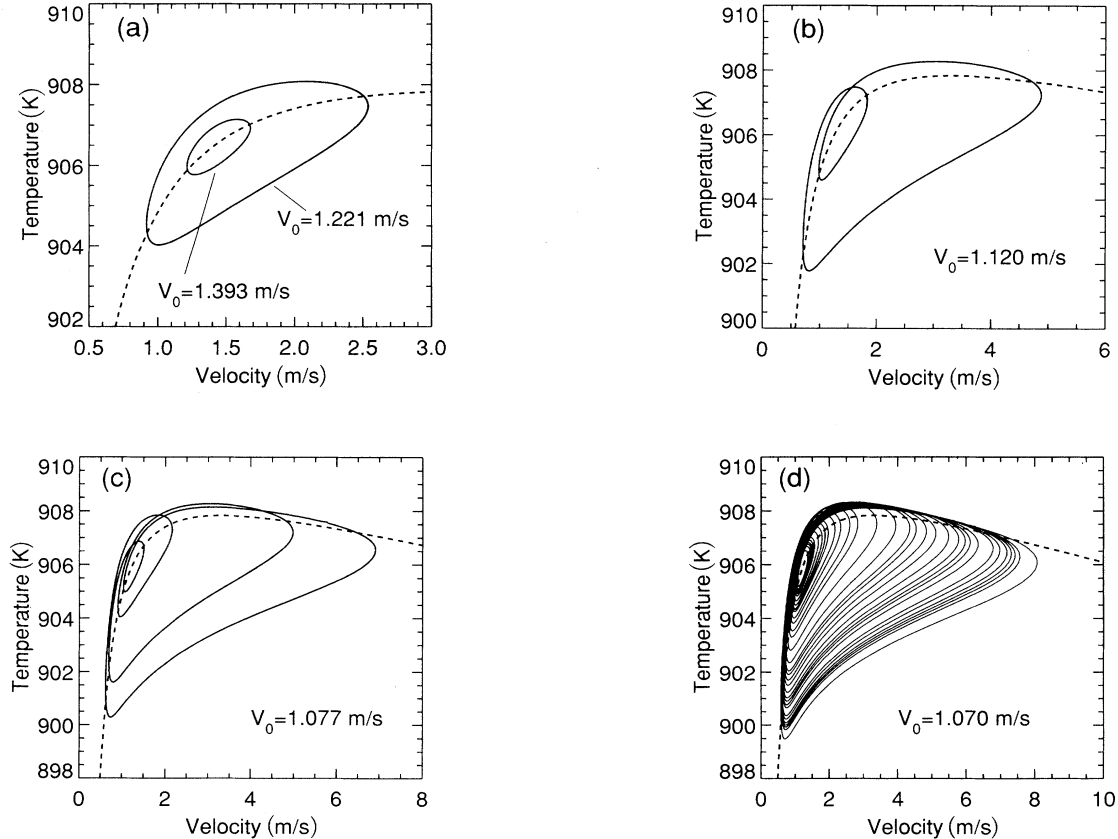 (a)
910
908
906
904
902
Temperature (K)
0.5 1.0 1.5 2.0 2.5 3.0
Velocity (m/s)
V0=1.221 m/s
V0=1.393 m/s
(b)
910
908
906
904
902
900
Temperature (K)
0 2 4 6
Velocity (m/s)
V0=1.120 m/s
(c)
910
908
906
904
902
900
898
Temperature (K)
0 2 4 6 8
Velocity (m/s)
V0=1.077 m/s
(d)
910
908
906
904
902
900
898
Temperature (K)
0 2 4 6 8 10
Velocity (m/s)
V0=1.070 m/s